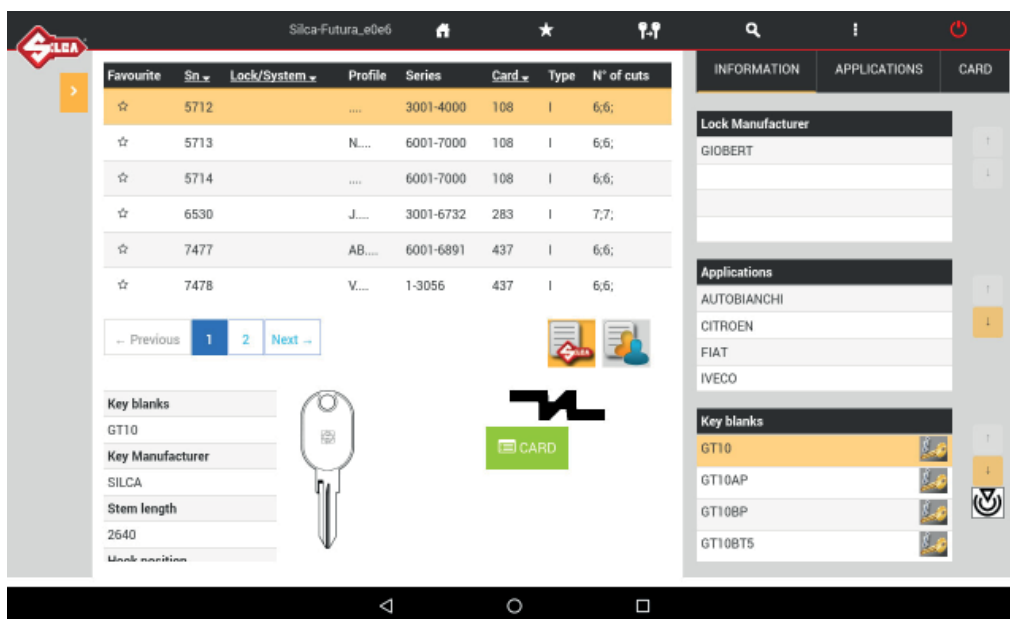 SILCA
Silca-Futura_e0e6
Favourite Sn Lock/System Profile Series Card Type N° of cuts
5712 .... 3001-4000 108 I 6;6;
5713 N.... 6001-7000 108 I 6;6;
5714 .... 6001-7000 108 I 6;6;
6530 J.... 3001-6732 283 I 7;7;
7477 AB.... 6001-6891 437 I 6;6;
7478 V.... 1-3056 437 I 6;6;
← Previous 1 2 Next →
SILCA
Key blanks
GT10
Key Manufacturer
SILCA
Stem length
2640
Hook position
CARD
INFORMATION APPLICATIONS CARD
Lock Manufacturer
GIOBERT
Applications
AUTOBIANCHI
CITROEN
FIAT
IVECO
Key blanks
GT10
GT10AP
GT10BP
GT10BT5